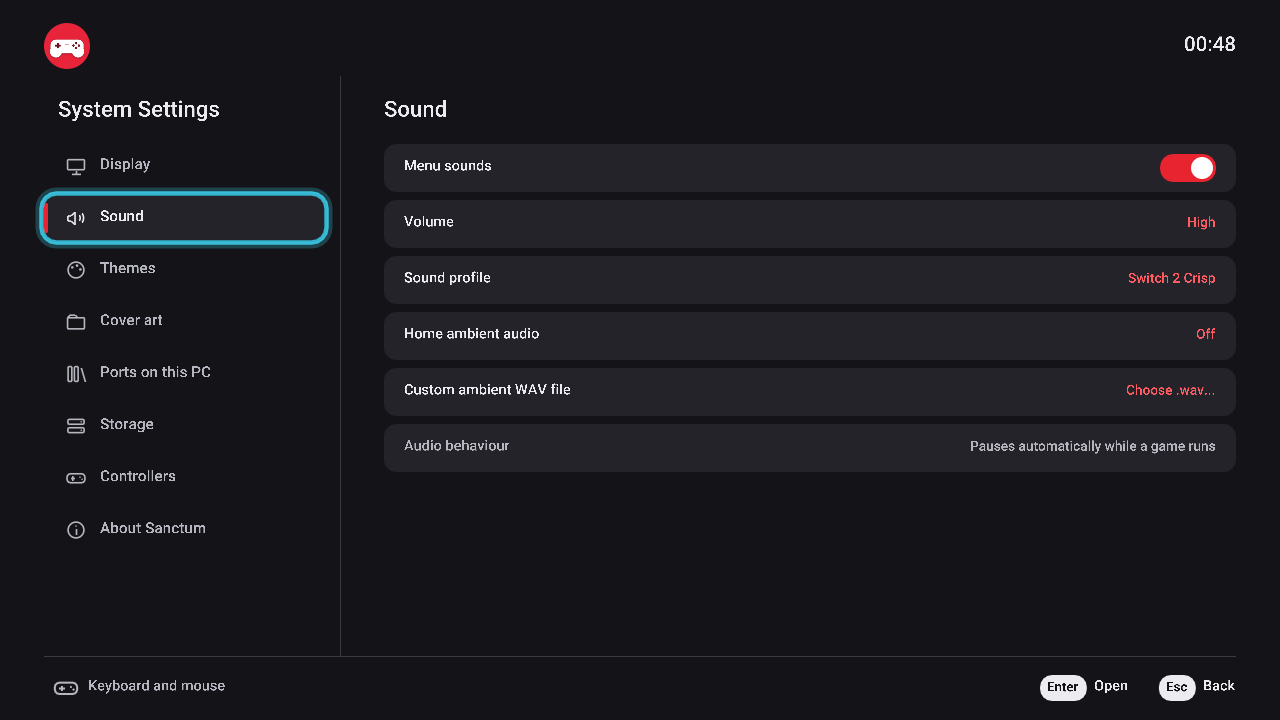 00:48
System Settings
Display
Sound
Themes
Cover art
Ports on this PC
Storage
Controllers
About Sanctum
Sound
Menu sounds
Volume High
Sound profile Switch 2 Crisp
Home ambient audio Off
Custom ambient WAV file Choose .wav...
Audio behaviour Pauses automatically while a game runs
Keyboard and mouse Enter Open Esc Back